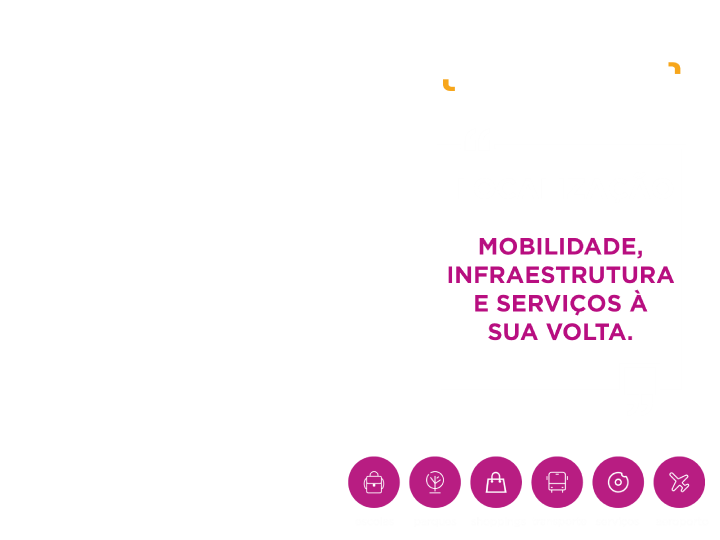 MOBILIDADE,
INFRAESTRUTURA
E SERVIÇOS À
SUA VOLTA.